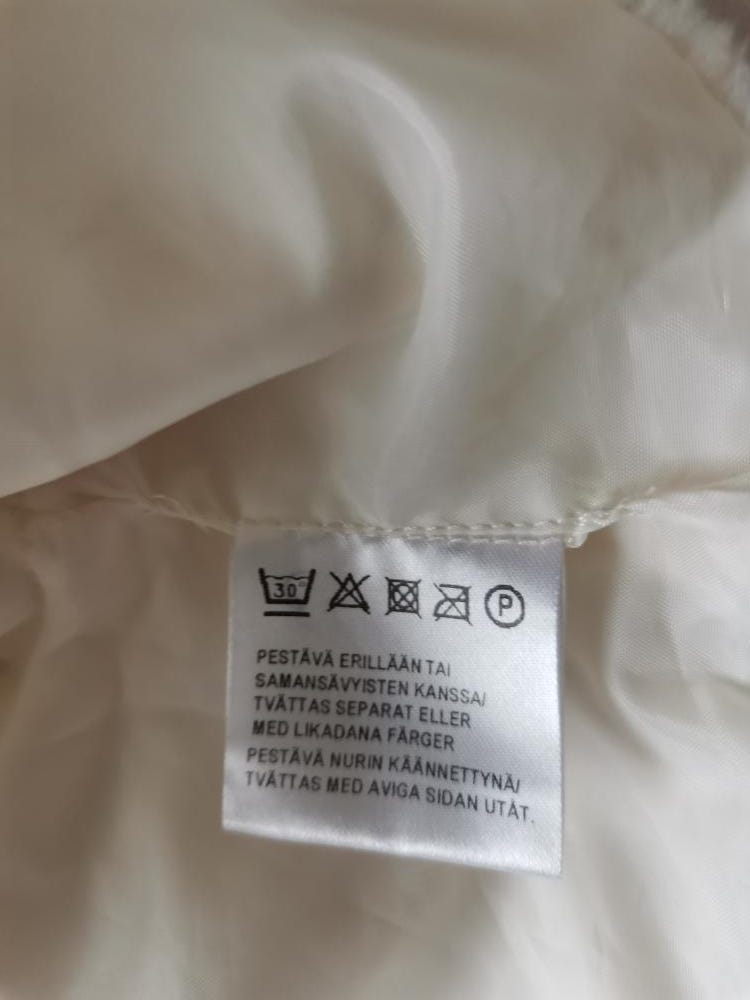 30° P
PESTÄVÄ ERILLÄÄN TAI
SAMANSÄVYISTEN KANSSA/
TVÄTTAS SEPARAT ELLER
MED LIKADANA FÄRGER
PESTÄVÄ NURIN KÄÄNNETTYNÄ/
TVÄTTAS MED AVIGA SIDAN UTÅT.